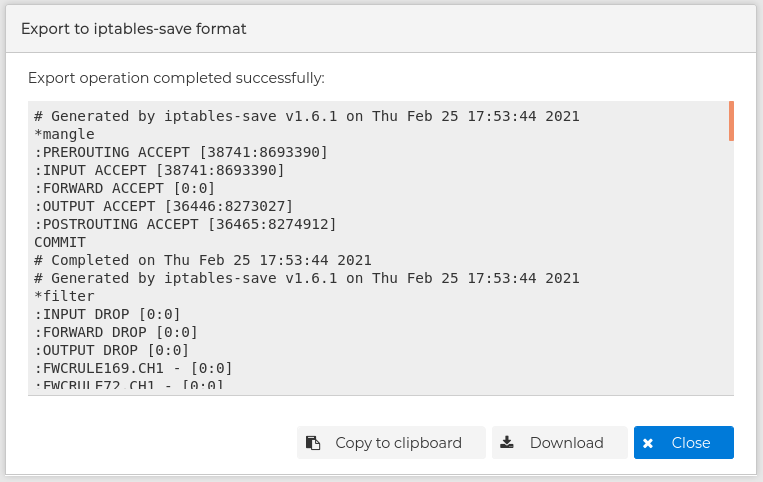 Export to iptables-save format
Export operation completed successfully:
# Generated by iptables-save v1.6.1 on Thu Feb 25 17:53:44 2021
*mangle
:PREROUTING ACCEPT [38741:8693390]
:INPUT ACCEPT [38741:8693390]
:FORWARD ACCEPT [0:0]
:OUTPUT ACCEPT [36446:8273027]
:POSTROUTING ACCEPT [36465:8274912]
COMMIT
# Completed on Thu Feb 25 17:53:44 2021
# Generated by iptables-save v1.6.1 on Thu Feb 25 17:53:44 2021
*filter
:INPUT DROP [0:0]
:FORWARD DROP [0:0]
:OUTPUT DROP [0:0]
:FWCRULE169.CH1 - [0:0]
:FWCRULE72.CH1 - [0:0]
Copy to clipboard
Download
Close